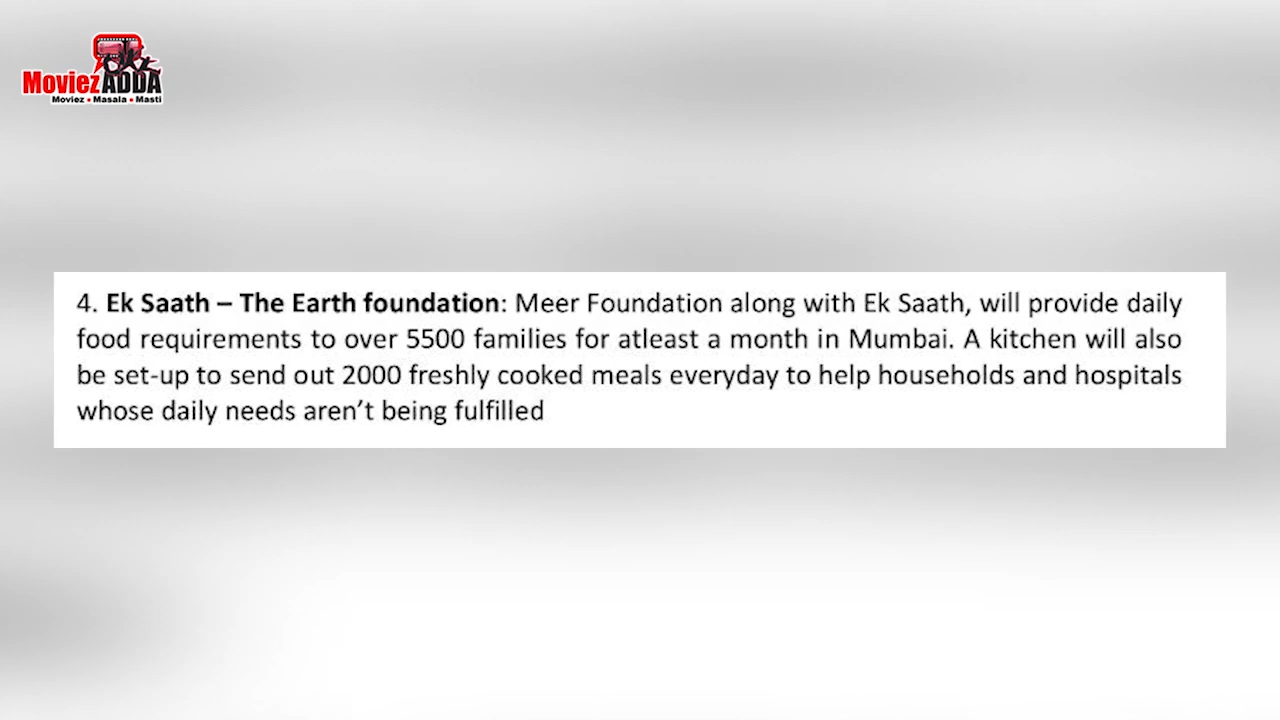 MoviezADDA
Moviez • Masala • Masti
4. Ek Saath – The Earth foundation: Meer Foundation along with Ek Saath, will provide daily
food requirements to over 5500 families for atleast a month in Mumbai. A kitchen will also
be set-up to send out 2000 freshly cooked meals everyday to help households and hospitals
whose daily needs aren’t being fulfilled